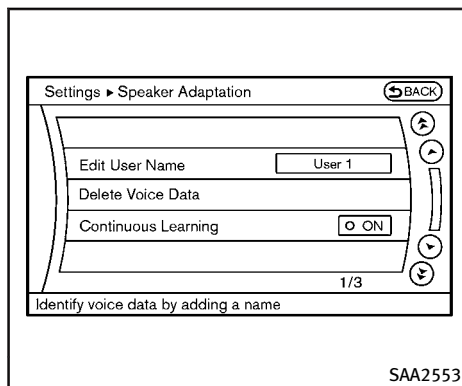 Settings ▸ Speaker Adaptation BACK
Edit User Name User 1
Delete Voice Data
Continuous Learning ON
1/3
Identify voice data by adding a name
SAA2553